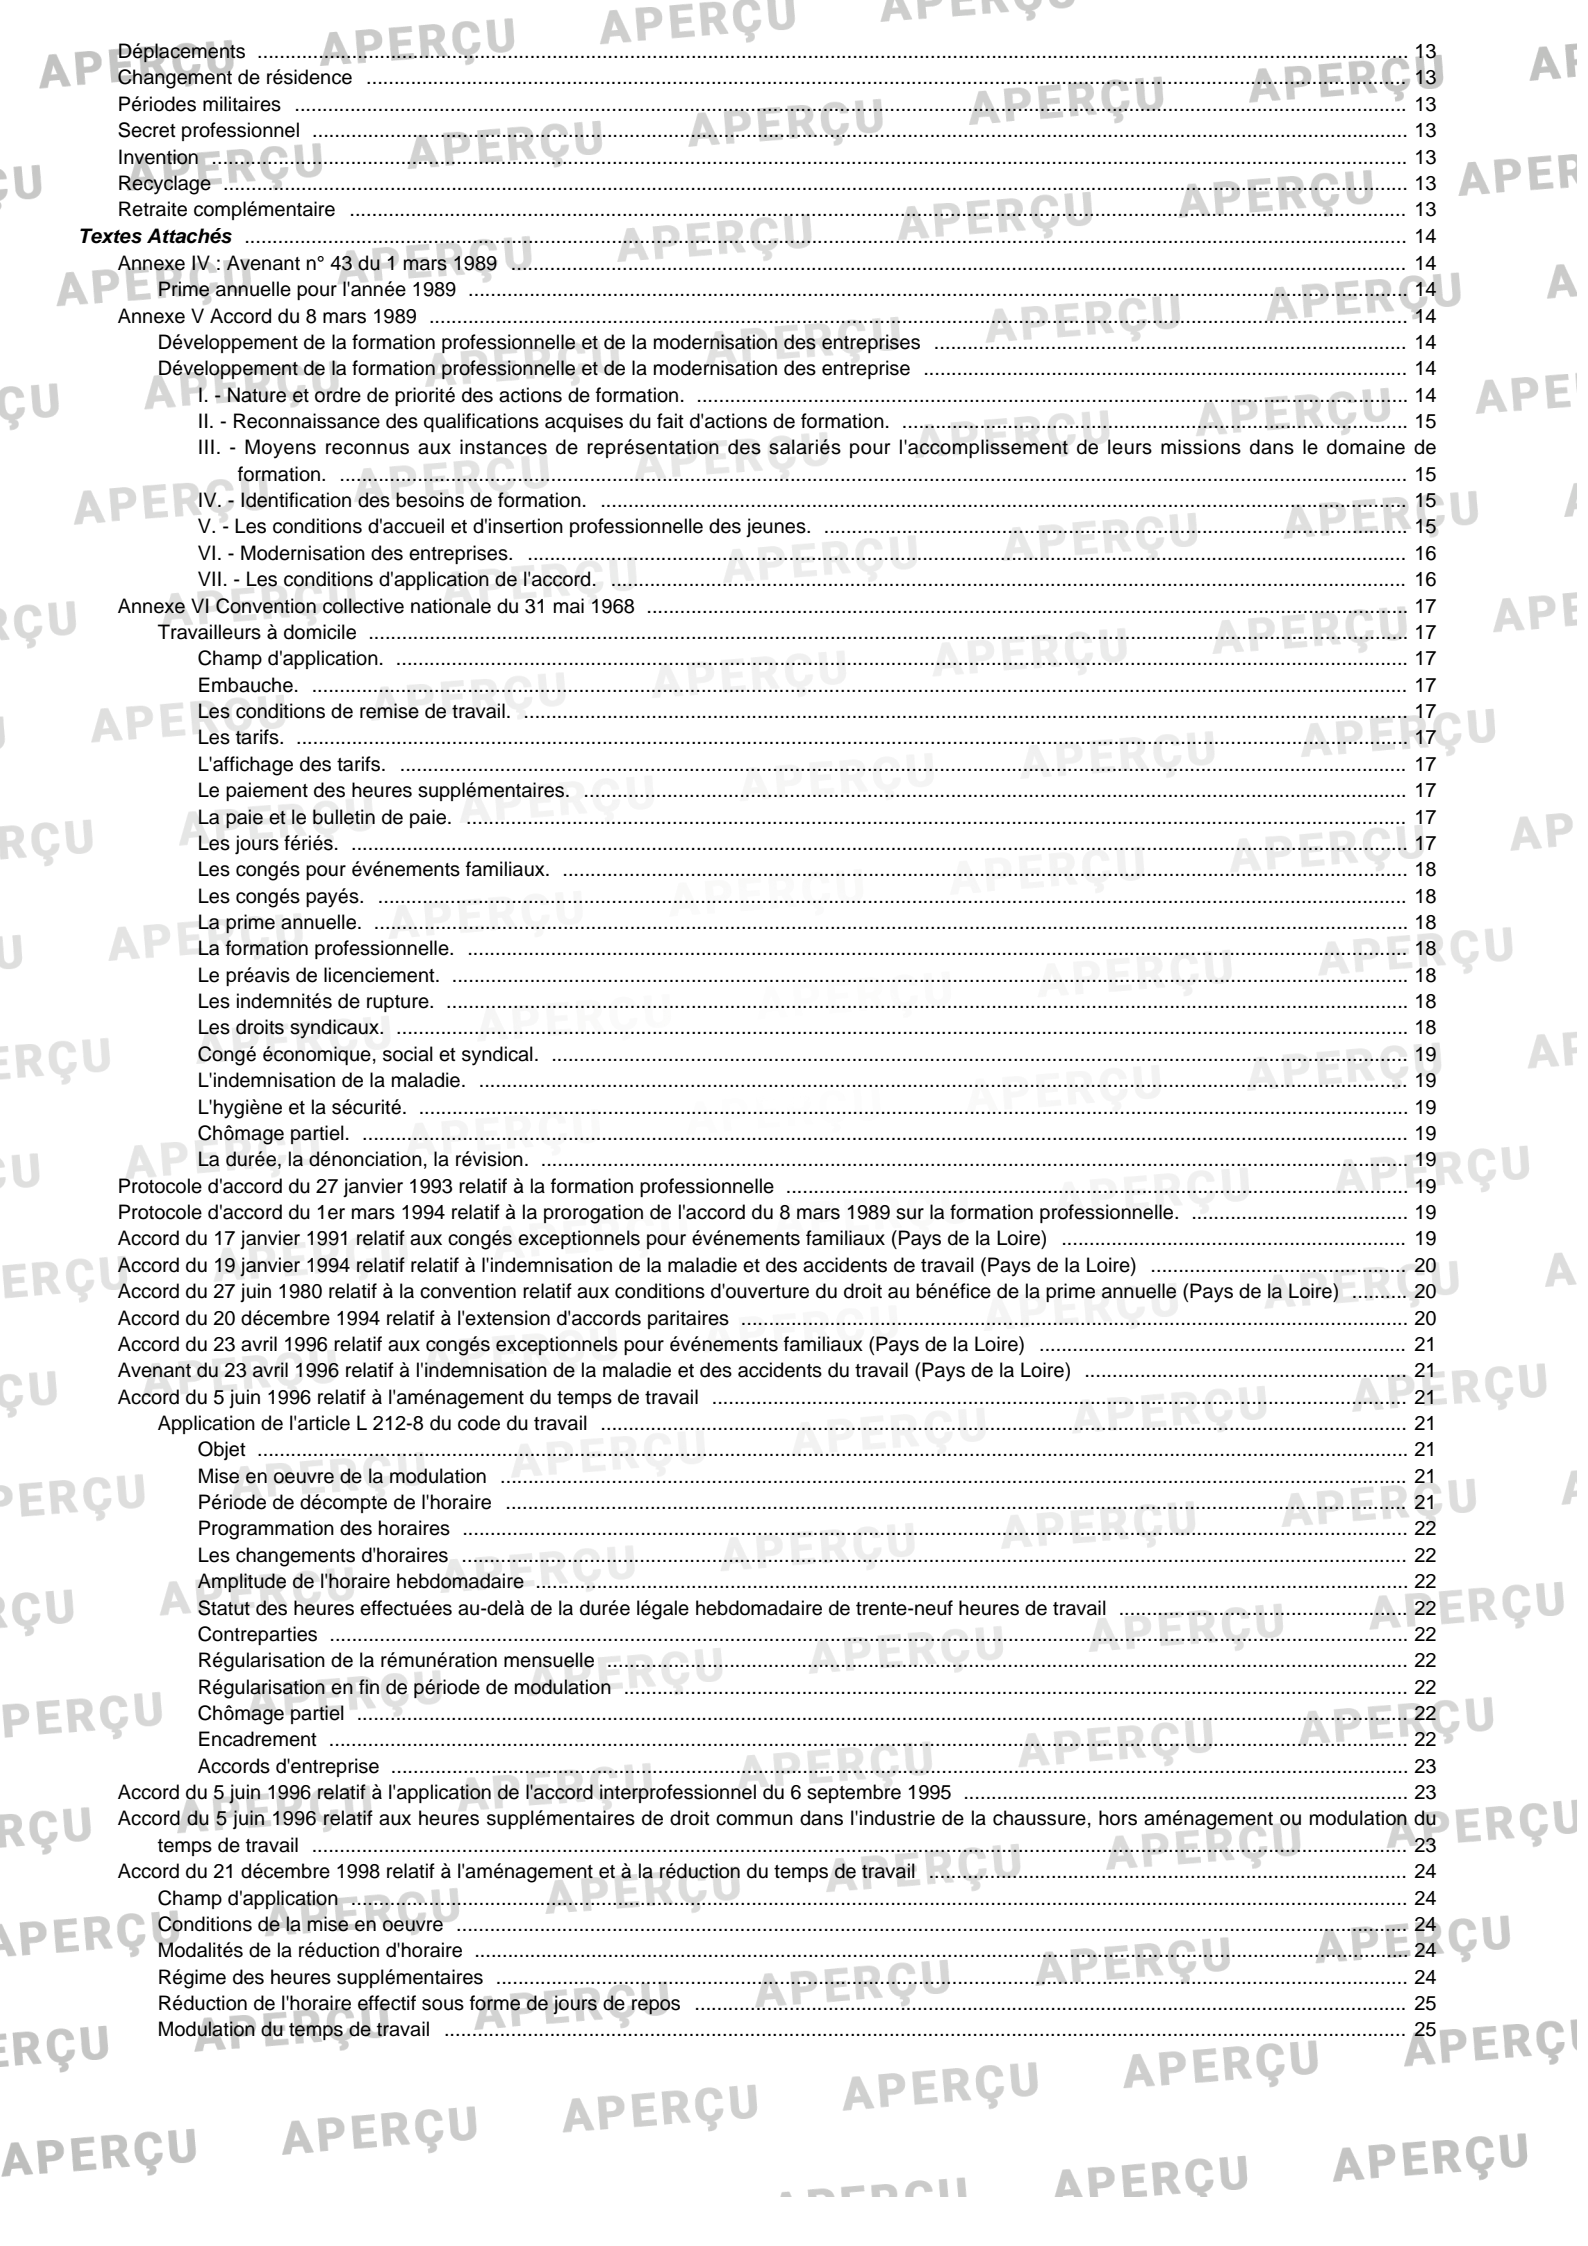 Déplacements ........ 13
Changement de résidence ........ 13
Périodes militaires ........ 13
Secret professionnel ........ 13
Invention ........ 13
Recyclage ........ 13
Retraite complémentaire ........ 13
Textes Attachés ........ 14
Annexe IV : Avenant n° 43 du 1 mars 1989 ........ 14
Prime annuelle pour l'année 1989 ........ 14
Annexe V Accord du 8 mars 1989 ........ 14
Développement de la formation professionnelle et de la modernisation des entreprises ........ 14
Développement de la formation professionnelle et de la modernisation des entreprise ........ 14
I. - Nature et ordre de priorité des actions de formation. ........ 14
II. - Reconnaissance des qualifications acquises du fait d'actions de formation. ........ 15
III. - Moyens reconnus aux instances de représentation des salariés pour l'accomplissement de leurs missions dans le domaine de
formation. ........ 15
IV. - Identification des besoins de formation. ........ 15
V. - Les conditions d'accueil et d'insertion professionnelle des jeunes. ........ 15
VI. - Modernisation des entreprises. ........ 16
VII. - Les conditions d'application de l'accord. ........ 16
Annexe VI Convention collective nationale du 31 mai 1968 ........ 17
Travailleurs à domicile ........ 17
Champ d'application. ........ 17
Embauche. ........ 17
Les conditions de remise de travail. ........ 17
Les tarifs. ........ 17
L'affichage des tarifs. ........ 17
Le paiement des heures supplémentaires. ........ 17
La paie et le bulletin de paie. ........ 17
Les jours fériés. ........ 17
Les congés pour événements familiaux. ........ 18
Les congés payés. ........ 18
La prime annuelle. ........ 18
La formation professionnelle. ........ 18
Le préavis de licenciement. ........ 18
Les indemnités de rupture. ........ 18
Les droits syndicaux. ........ 18
Congé économique, social et syndical. ........ 19
L'indemnisation de la maladie. ........ 19
L'hygiène et la sécurité. ........ 19
Chômage partiel. ........ 19
La durée, la dénonciation, la révision. ........ 19
Protocole d'accord du 27 janvier 1993 relatif à la formation professionnelle ........ 19
Protocole d'accord du 1er mars 1994 relatif à la prorogation de l'accord du 8 mars 1989 sur la formation professionnelle. ........ 19
Accord du 17 janvier 1991 relatif aux congés exceptionnels pour événements familiaux (Pays de la Loire) ........ 19
Accord du 19 janvier 1994 relatif relatif à l'indemnisation de la maladie et des accidents de travail (Pays de la Loire) ........ 20
Accord du 27 juin 1980 relatif à la convention relatif aux conditions d'ouverture du droit au bénéfice de la prime annuelle (Pays de la Loire) ........ 20
Accord du 20 décembre 1994 relatif à l'extension d'accords paritaires ........ 20
Accord du 23 avril 1996 relatif aux congés exceptionnels pour événements familiaux (Pays de la Loire) ........ 21
Avenant du 23 avril 1996 relatif à l'indemnisation de la maladie et des accidents du travail (Pays de la Loire) ........ 21
Accord du 5 juin 1996 relatif à l'aménagement du temps de travail ........ 21
Application de l'article L 212-8 du code du travail ........ 21
Objet ........ 21
Mise en oeuvre de la modulation ........ 21
Période de décompte de l'horaire ........ 21
Programmation des horaires ........ 22
Les changements d'horaires ........ 22
Amplitude de l'horaire hebdomadaire ........ 22
Statut des heures effectuées au-delà de la durée légale hebdomadaire de trente-neuf heures de travail ........ 22
Contreparties ........ 22
Régularisation de la rémunération mensuelle ........ 22
Régularisation en fin de période de modulation ........ 22
Chômage partiel ........ 22
Encadrement ........ 22
Accords d'entreprise ........ 23
Accord du 5 juin 1996 relatif à l'application de l'accord interprofessionnel du 6 septembre 1995 ........ 23
Accord du 5 juin 1996 relatif aux heures supplémentaires de droit commun dans l'industrie de la chaussure, hors aménagement ou modulation du
temps de travail ........ 23
Accord du 21 décembre 1998 relatif à l'aménagement et à la réduction du temps de travail ........ 24
Champ d'application ........ 24
Conditions de la mise en oeuvre ........ 24
Modalités de la réduction d'horaire ........ 24
Régime des heures supplémentaires ........ 24
Réduction de l'horaire effectif sous forme de jours de repos ........ 25
Modulation du temps de travail ........ 25
APERÇU